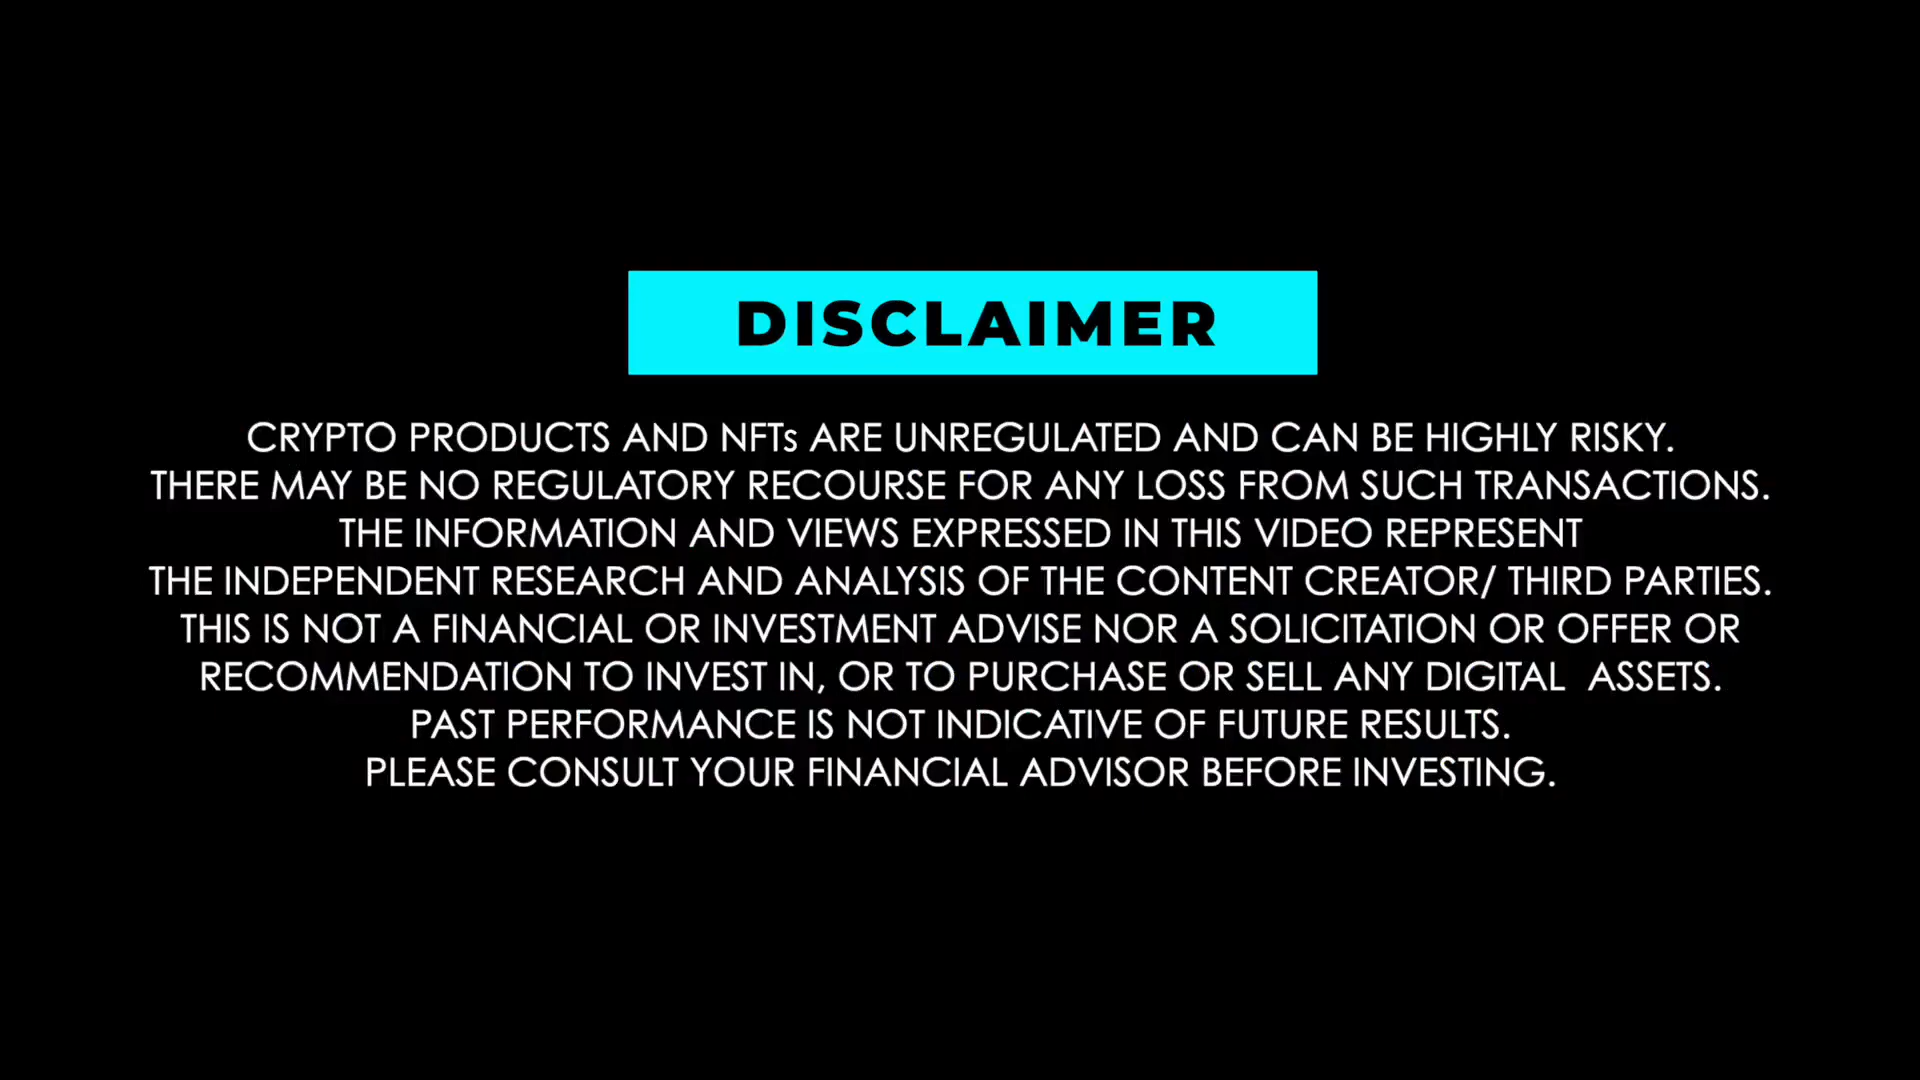 DISCLAIMER
CRYPTO PRODUCTS AND NFTs ARE UNREGULATED AND CAN BE HIGHLY RISKY.
THERE MAY BE NO REGULATORY RECOURSE FOR ANY LOSS FROM SUCH TRANSACTIONS.
THE INFORMATION AND VIEWS EXPRESSED IN THIS VIDEO REPRESENT
THE INDEPENDENT RESEARCH AND ANALYSIS OF THE CONTENT CREATOR/ THIRD PARTIES.
THIS IS NOT A FINANCIAL OR INVESTMENT ADVISE NOR A SOLICITATION OR OFFER OR
RECOMMENDATION TO INVEST IN, OR TO PURCHASE OR SELL ANY DIGITAL  ASSETS.
PAST PERFORMANCE IS NOT INDICATIVE OF FUTURE RESULTS.
PLEASE CONSULT YOUR FINANCIAL ADVISOR BEFORE INVESTING.